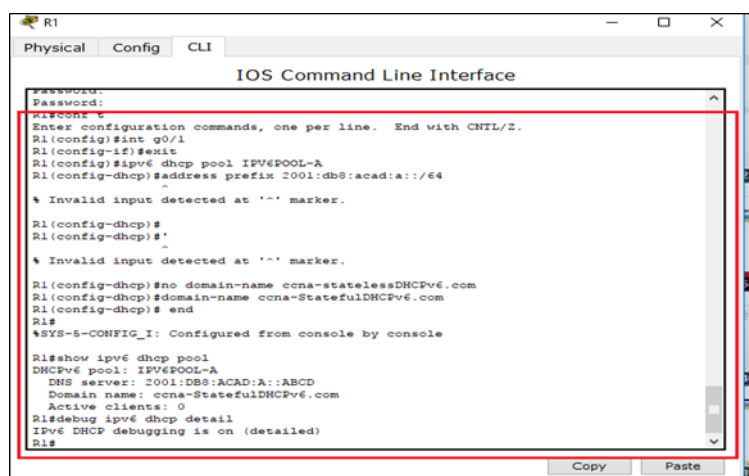 R1
Physical Config CLI
IOS Command Line Interface
Password:
Password:
R1#conf t
Enter configuration commands, one per line. End with CNTL/Z.
R1(config)#int g0/1
R1(config-if)#exit
R1(config)#ipv6 dhcp pool IPV6POOL-A
R1(config-dhcp)#address prefix 2001:db8:acad:a::/64
^
% Invalid input detected at '^' marker.
R1(config-dhcp)#
R1(config-dhcp)#'
^
% Invalid input detected at '^' marker.
R1(config-dhcp)#no domain-name ccna-statelessDHCPv6.com
R1(config-dhcp)#domain-name ccna-StatefulDHCPv6.com
R1(config-dhcp)# end
R1#
%SYS-5-CONFIG_I: Configured from console by console
R1#show ipv6 dhcp pool
DHCPv6 pool: IPV6POOL-A
DNS server: 2001:DB8:ACAD:A::ABCD
Domain name: ccna-StatefulDHCPv6.com
Active clients: 0
R1#debug ipv6 dhcp detail
IPv6 DHCP debugging is on (detailed)
R1#
Copy Paste